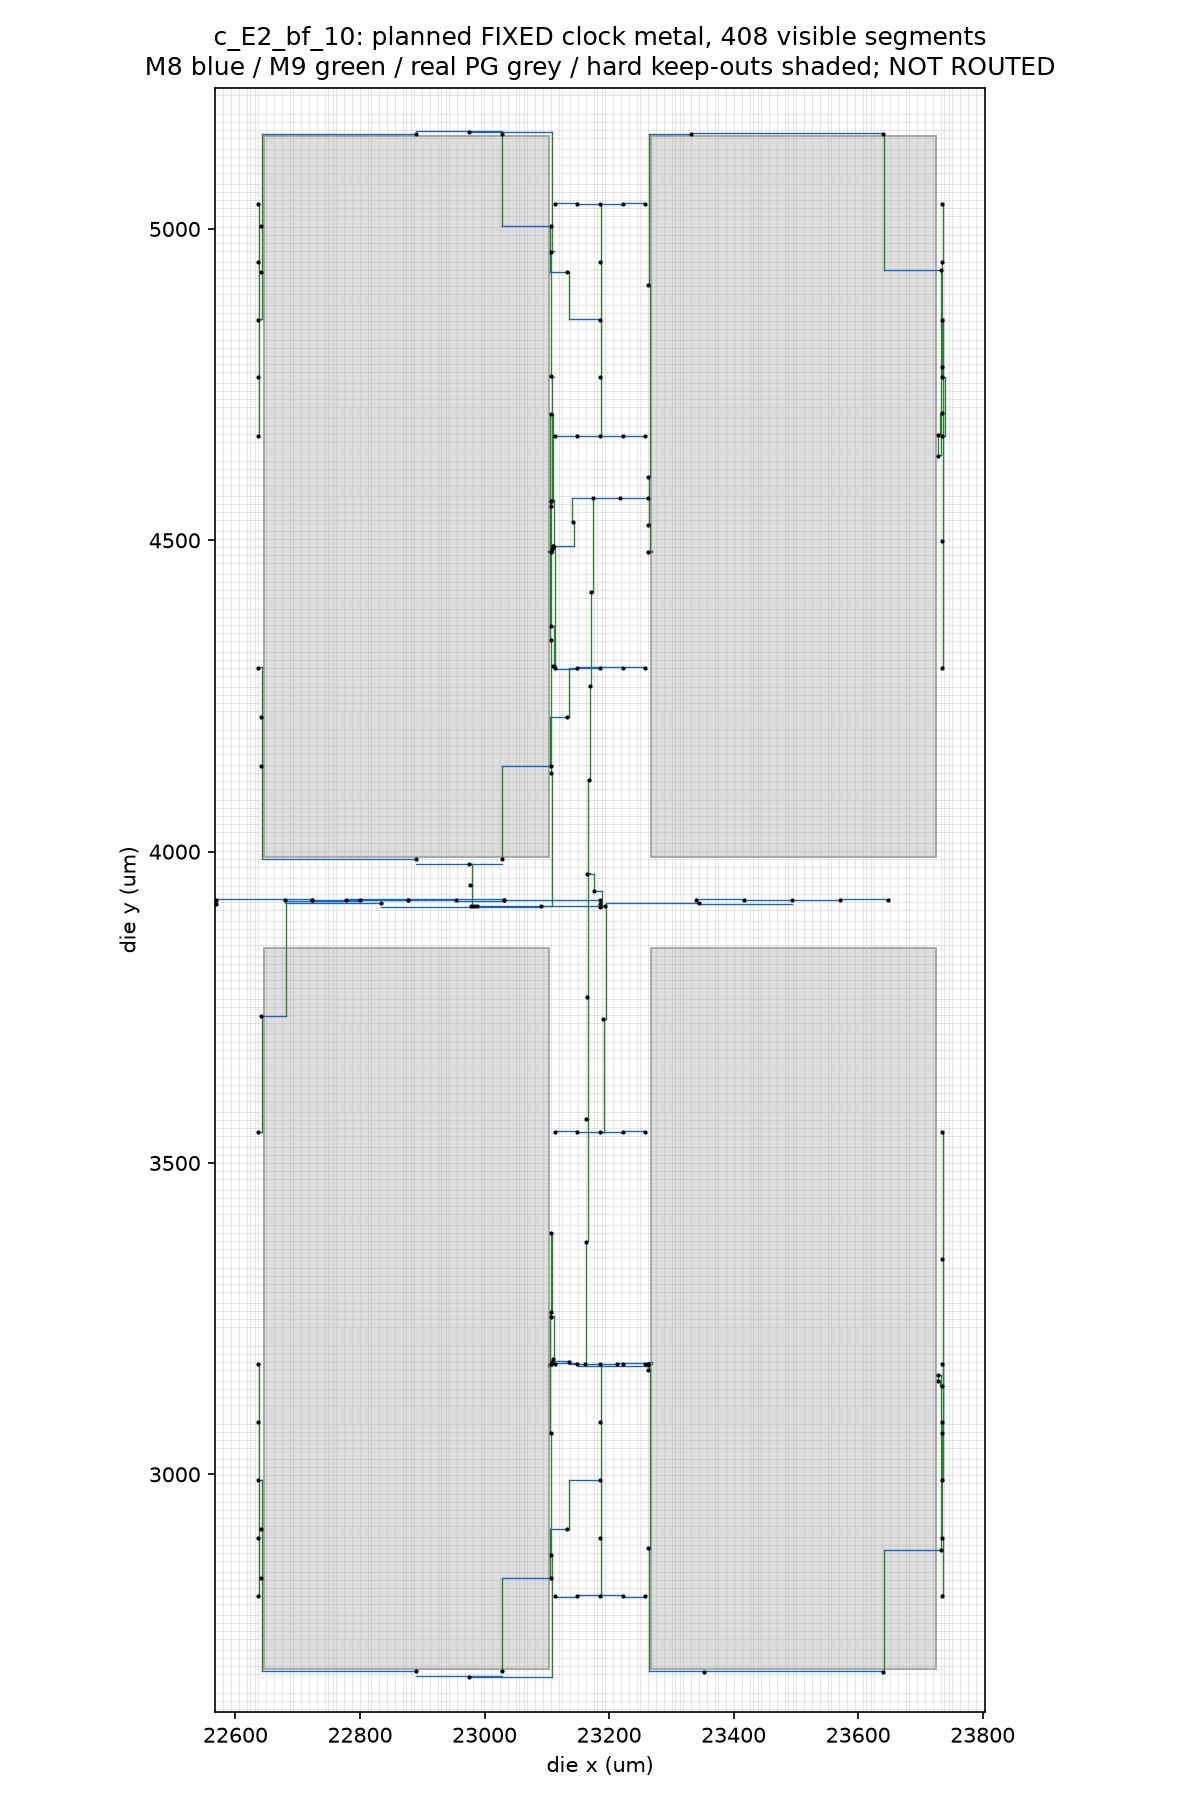 c_E2_bf_10: planned FIXED clock metal, 408 visible segments
M8 blue / M9 green / real PG grey / hard keep-outs shaded; NOT ROUTED
5000
4500
4000
3500
3000
die y (um)
22600 22800 23000 23200 23400 23600 23800
die x (um)